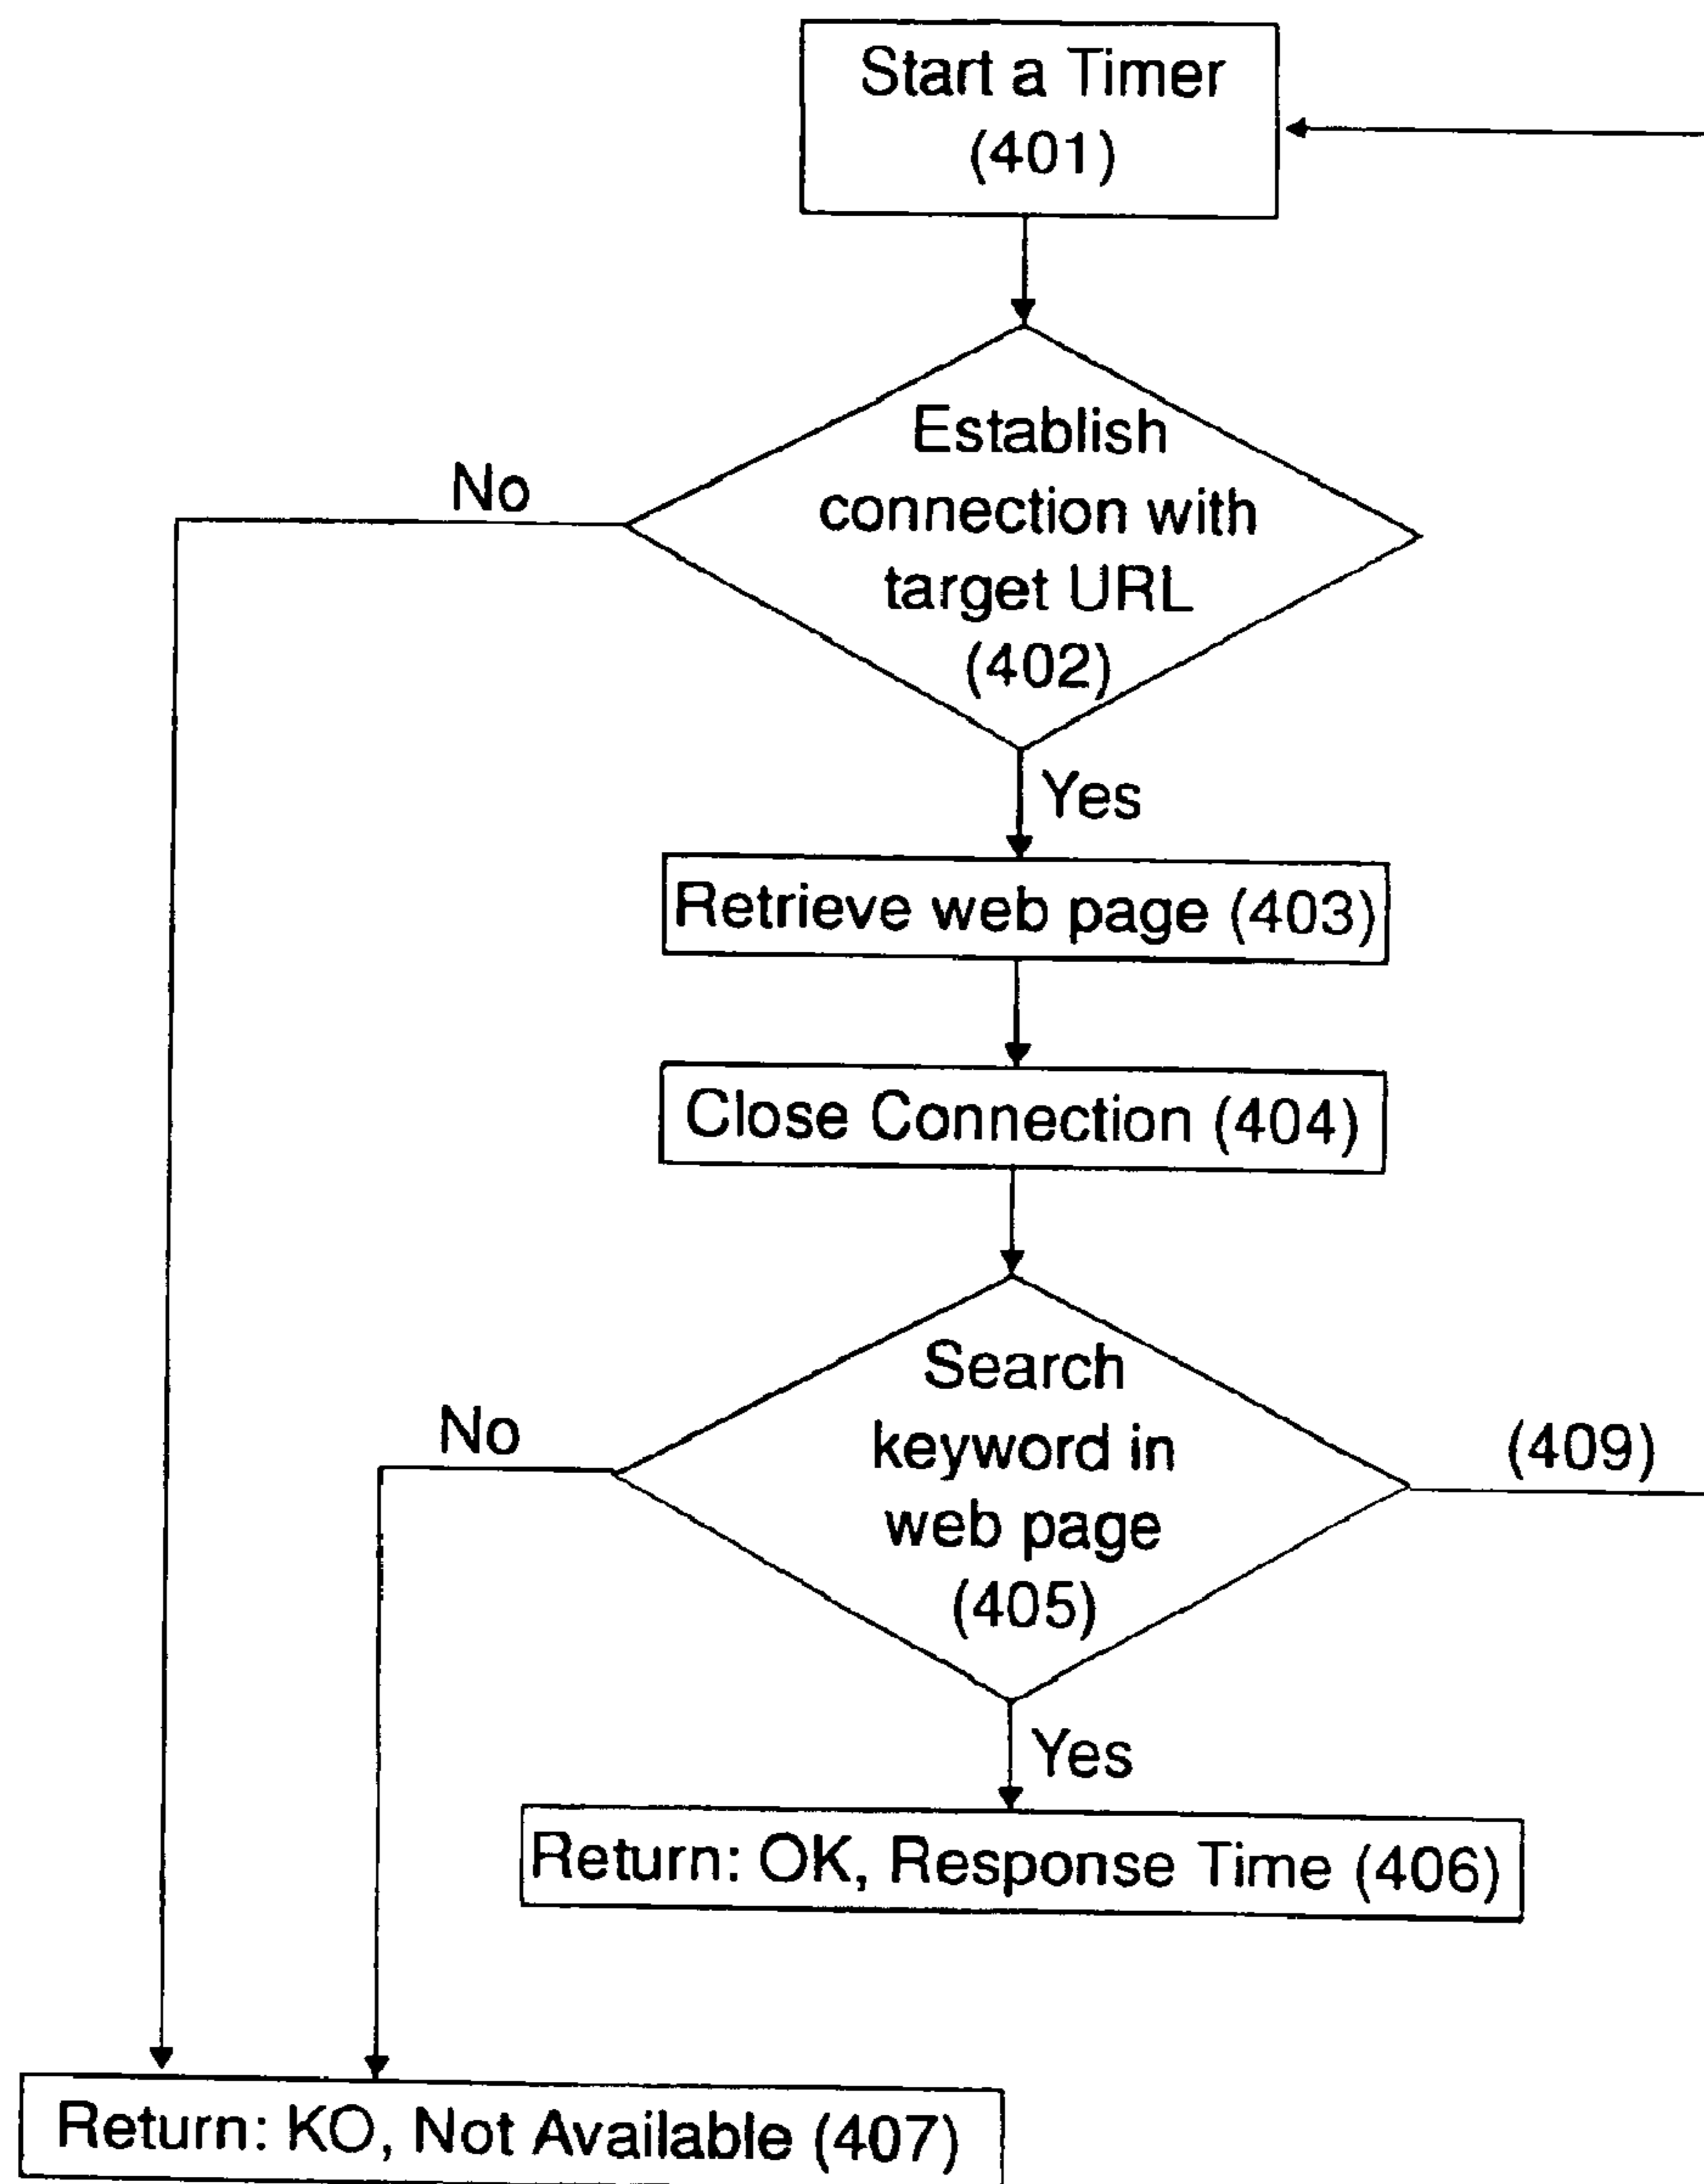 Start a Timer
(401)
Establish
connection with
target URL
(402)
No
Yes
Retrieve web page (403)
Close Connection (404)
Search
keyword in
web page
(405)
No
(409)
Yes
Return: OK, Response Time (406)
Return: KO, Not Available (407)